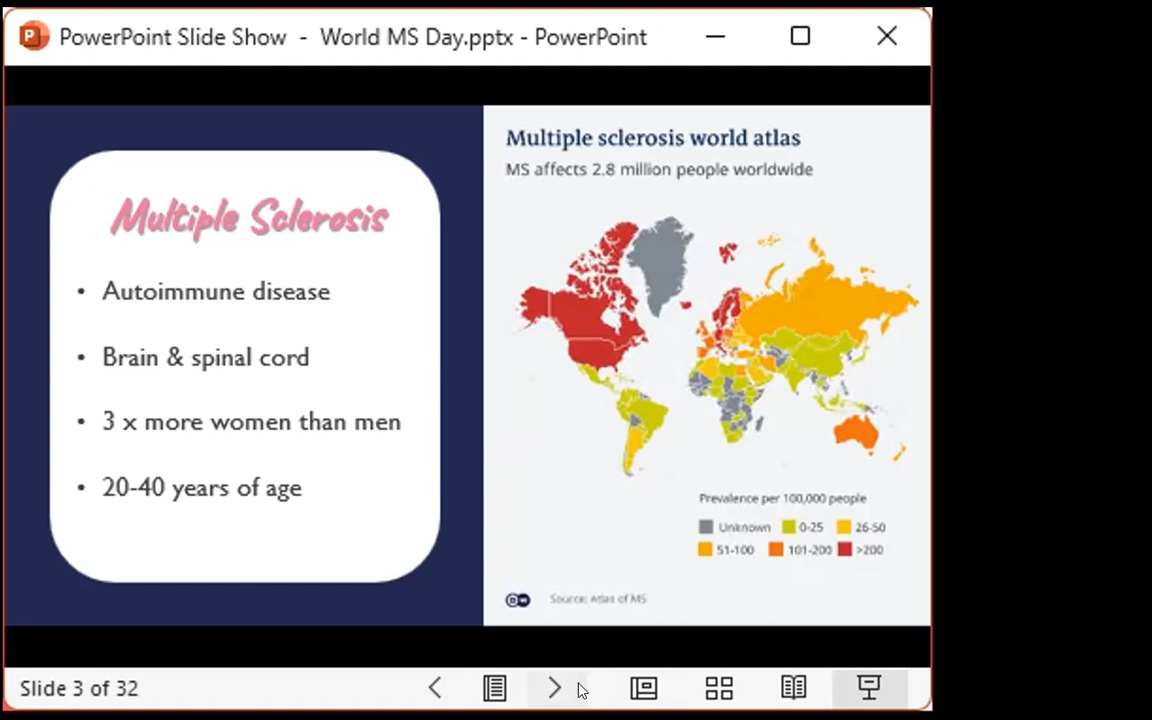 PowerPoint Slide Show - World MS Day.pptx - PowerPoint
Multiple Sclerosis
• Autoimmune disease
• Brain & spinal cord
• 3 x more women than men
• 20-40 years of age
Multiple sclerosis world atlas
MS affects 2.8 million people worldwide
Prevalence per 100,000 people
Unknown 0-25 26-50
51-100 101-200 >200
DW Source: Atlas of MS
Slide 3 of 32